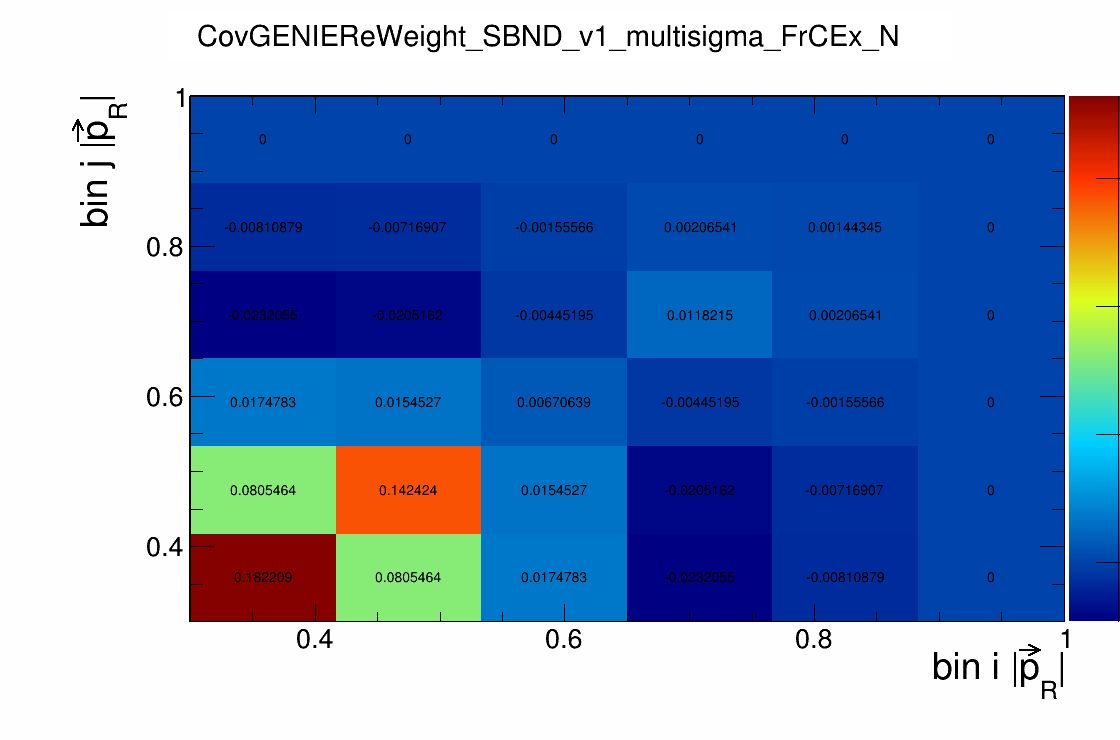 CovGENIEReWeight_SBND_v1_multisigma_FrCEx_N
bin j |p⃗_R|
1
0.8
0.6
0.4
0 0 0 0 0 0
-0.00810879 -0.00716907 -0.00155566 0.00206541 0.00144345 0
-0.0232055 -0.0205162 -0.00445195 0.0118215 0.00206541 0
0.0174783 0.0154527 0.00670639 -0.00445195 -0.00155566 0
0.0805464 0.142424 0.0154527 -0.0205162 -0.00716907 0
0.182209 0.0805464 0.0174783 -0.0232055 -0.00810879 0
0.4 0.6 0.8 1
bin i |p⃗_R|